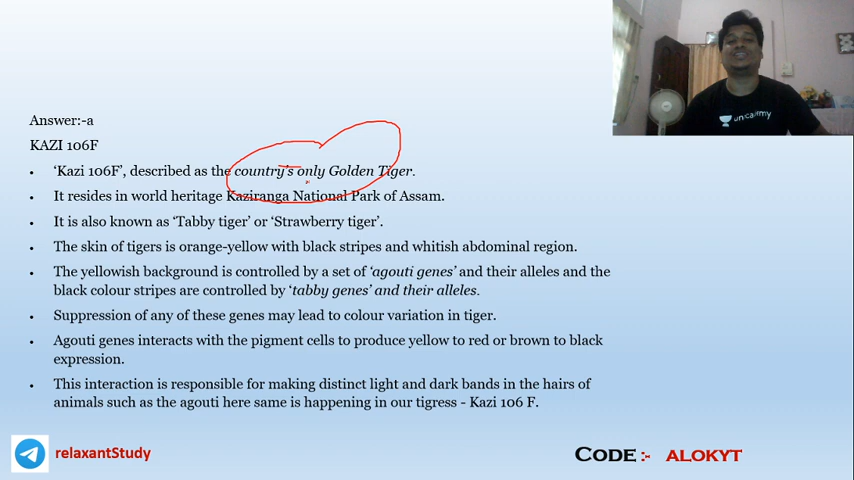 Answer:-a
KAZI 106F
• 'Kazi 106F', described as the country's only Golden Tiger.
• It resides in world heritage Kaziranga National Park of Assam.
• It is also known as 'Tabby tiger' or 'Strawberry tiger'.
• The skin of tigers is orange-yellow with black stripes and whitish abdominal region.
• The yellowish background is controlled by a set of 'agouti genes' and their alleles and the
black colour stripes are controlled by 'tabby genes' and their alleles.
• Suppression of any of these genes may lead to colour variation in tiger.
• Agouti genes interacts with the pigment cells to produce yellow to red or brown to black
expression.
• This interaction is responsible for making distinct light and dark bands in the hairs of
animals such as the agouti here same is happening in our tigress - Kazi 106 F.
unacademy
relaxantStudy
CODE :- ALOKYT